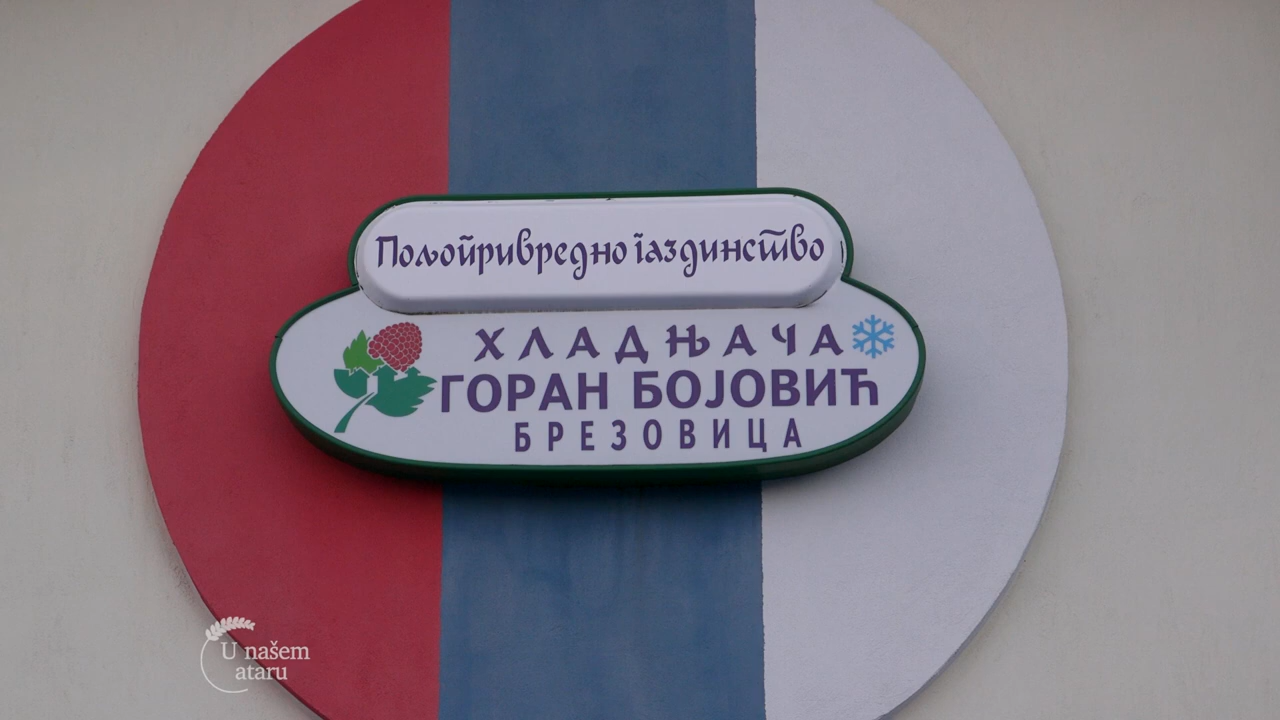 Пољопривредно газдинство
ХЛАДЊАЧА
ГОРАН БОЈОВИЋ
БРЕЗОВИЦА
U našem
ataru